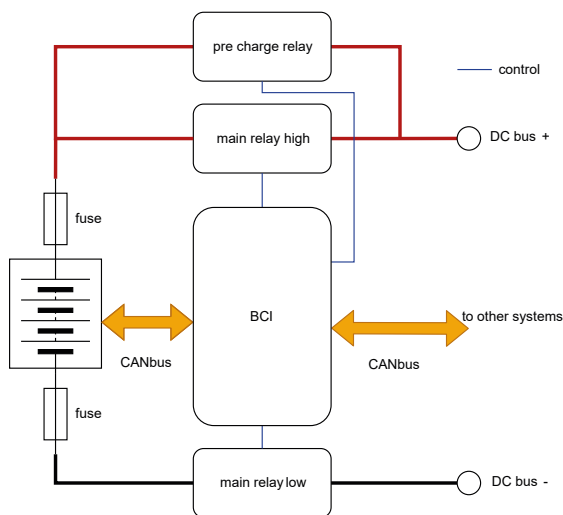 pre charge relay
control
main relay high
DC bus +
fuse
BCI
to other systems
CANbus
CANbus
fuse
main relay low
DC bus -